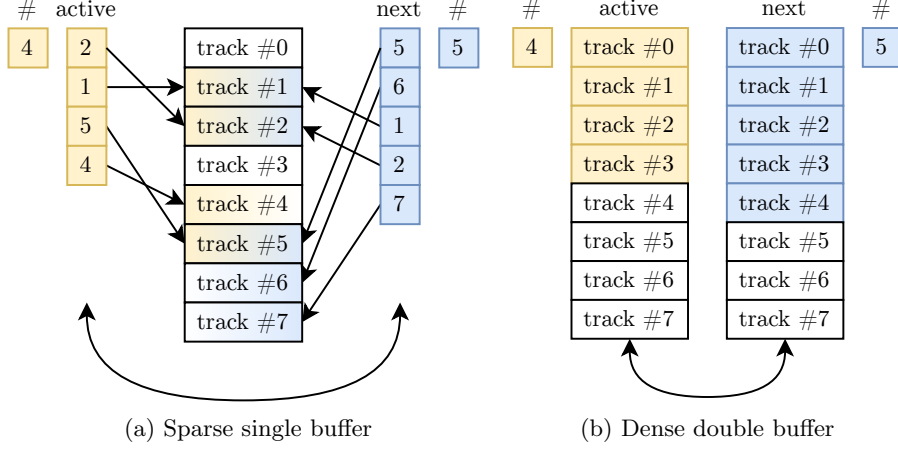 # active
next #
4
2
1
5
4
track #0
track #1
track #2
track #3
track #4
track #5
track #6
track #7
5
6
1
2
7
5
(a) Sparse single buffer
# active
next #
4
track #0
track #1
track #2
track #3
track #4
track #5
track #6
track #7
track #0
track #1
track #2
track #3
track #4
track #5
track #6
track #7
5
(b) Dense double buffer